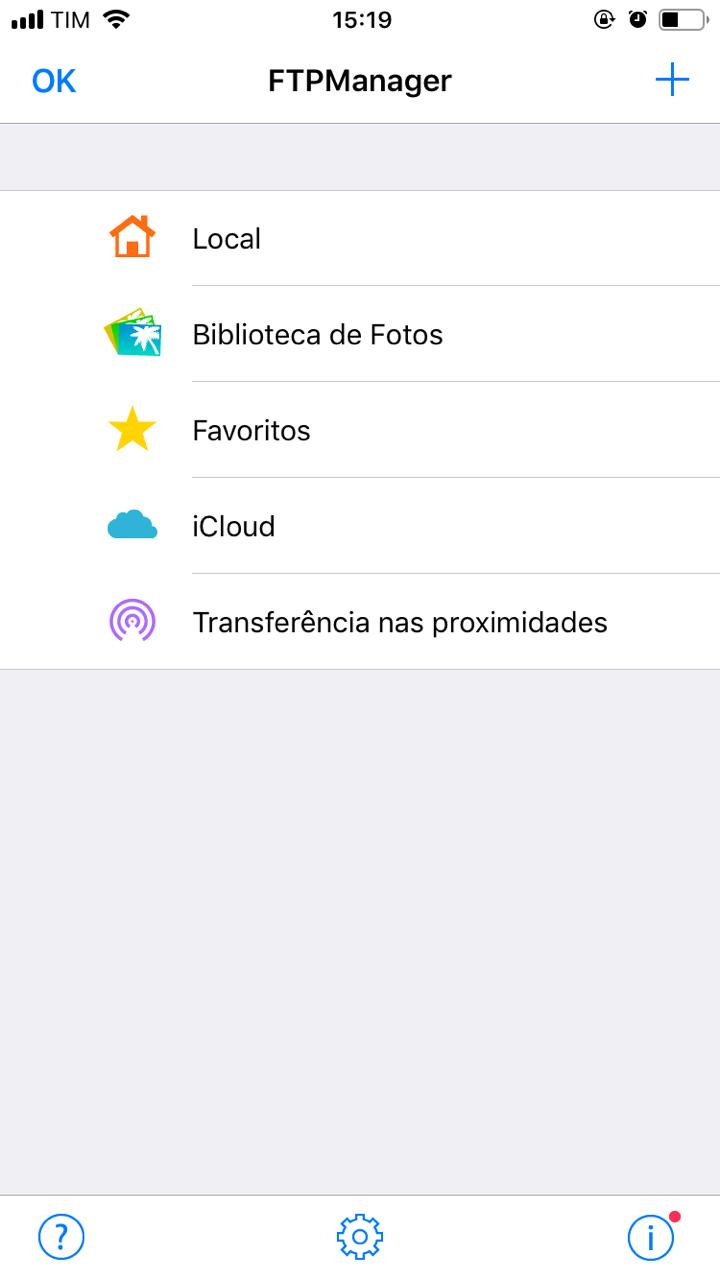 TIM
15:19
OK
FTPManager
Local
Biblioteca de Fotos
Favoritos
iCloud
Transferência nas proximidades
?
i